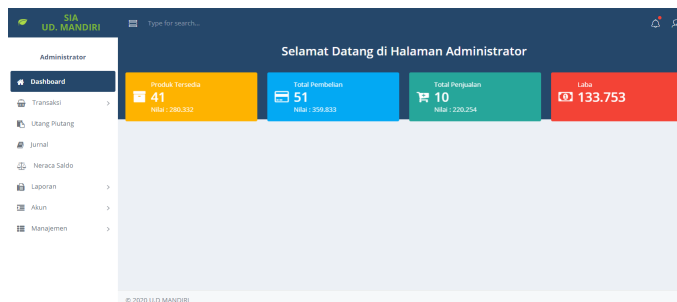 SIA
UD. MANDIRI
Type for search...
Administrator
Selamat Datang di Halaman Administrator
Dashboard
Transaksi
Utang Piutang
Jurnal
Neraca Saldo
Laporan
Akun
Manajemen
Produk Tersedia
41
Nilai : 280.332
Total Pembelian
51
Nilai : 359.833
Total Penjualan
10
Nilai : 220.254
Laba
133.753
© 2020 U.D MANDIRI